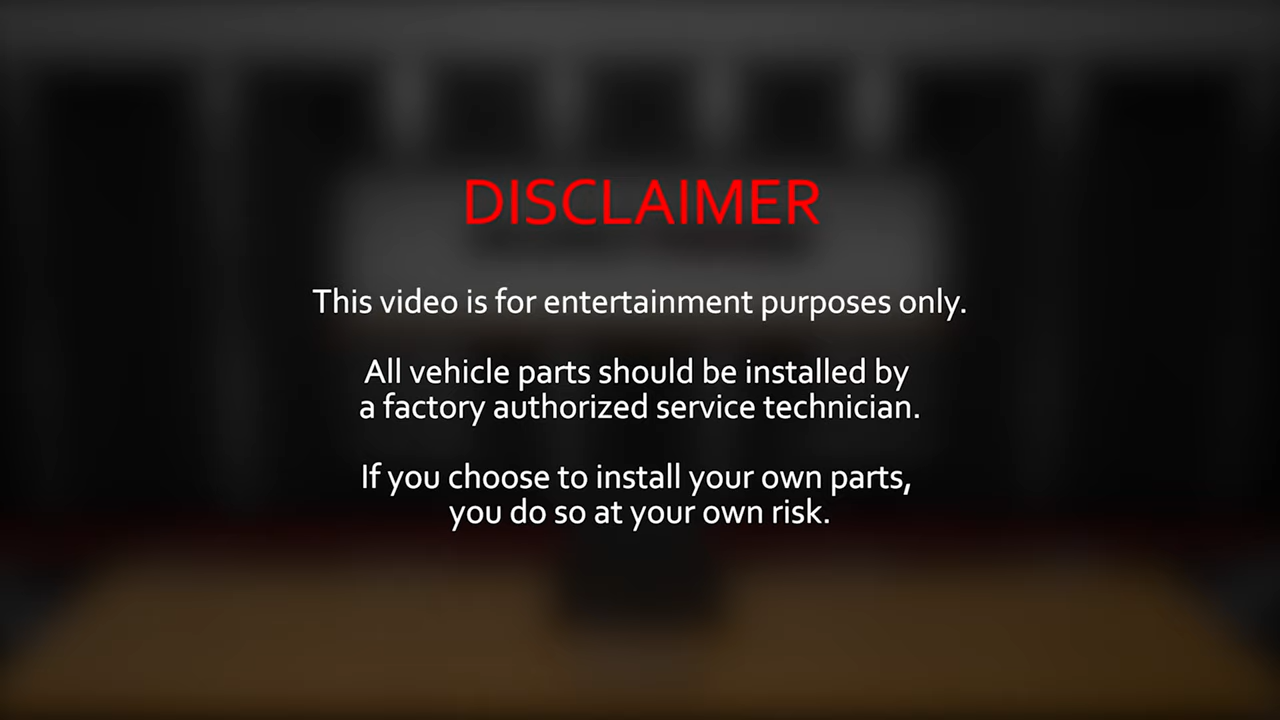 DISCLAIMER
This video is for entertainment purposes only.
All vehicle parts should be installed by
a factory authorized service technician.
If you choose to install your own parts,
you do so at your own risk.